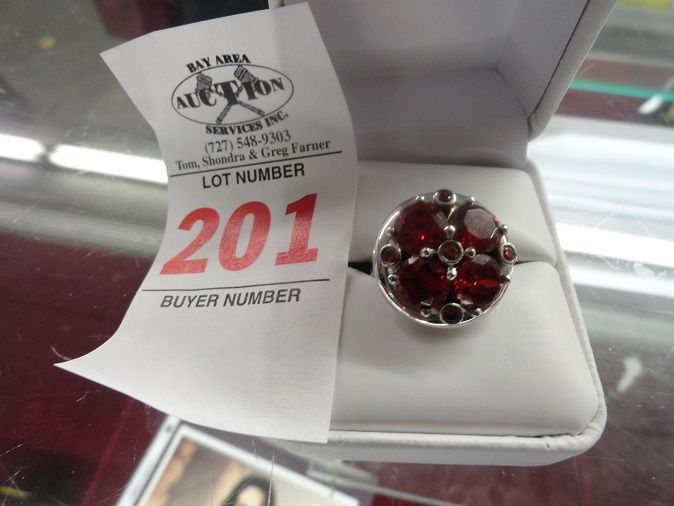 BAY AREA
AUCTION
SERVICES INC.
(727) 548-9303
Tom, Shondra & Greg Farner
LOT NUMBER
201
BUYER NUMBER